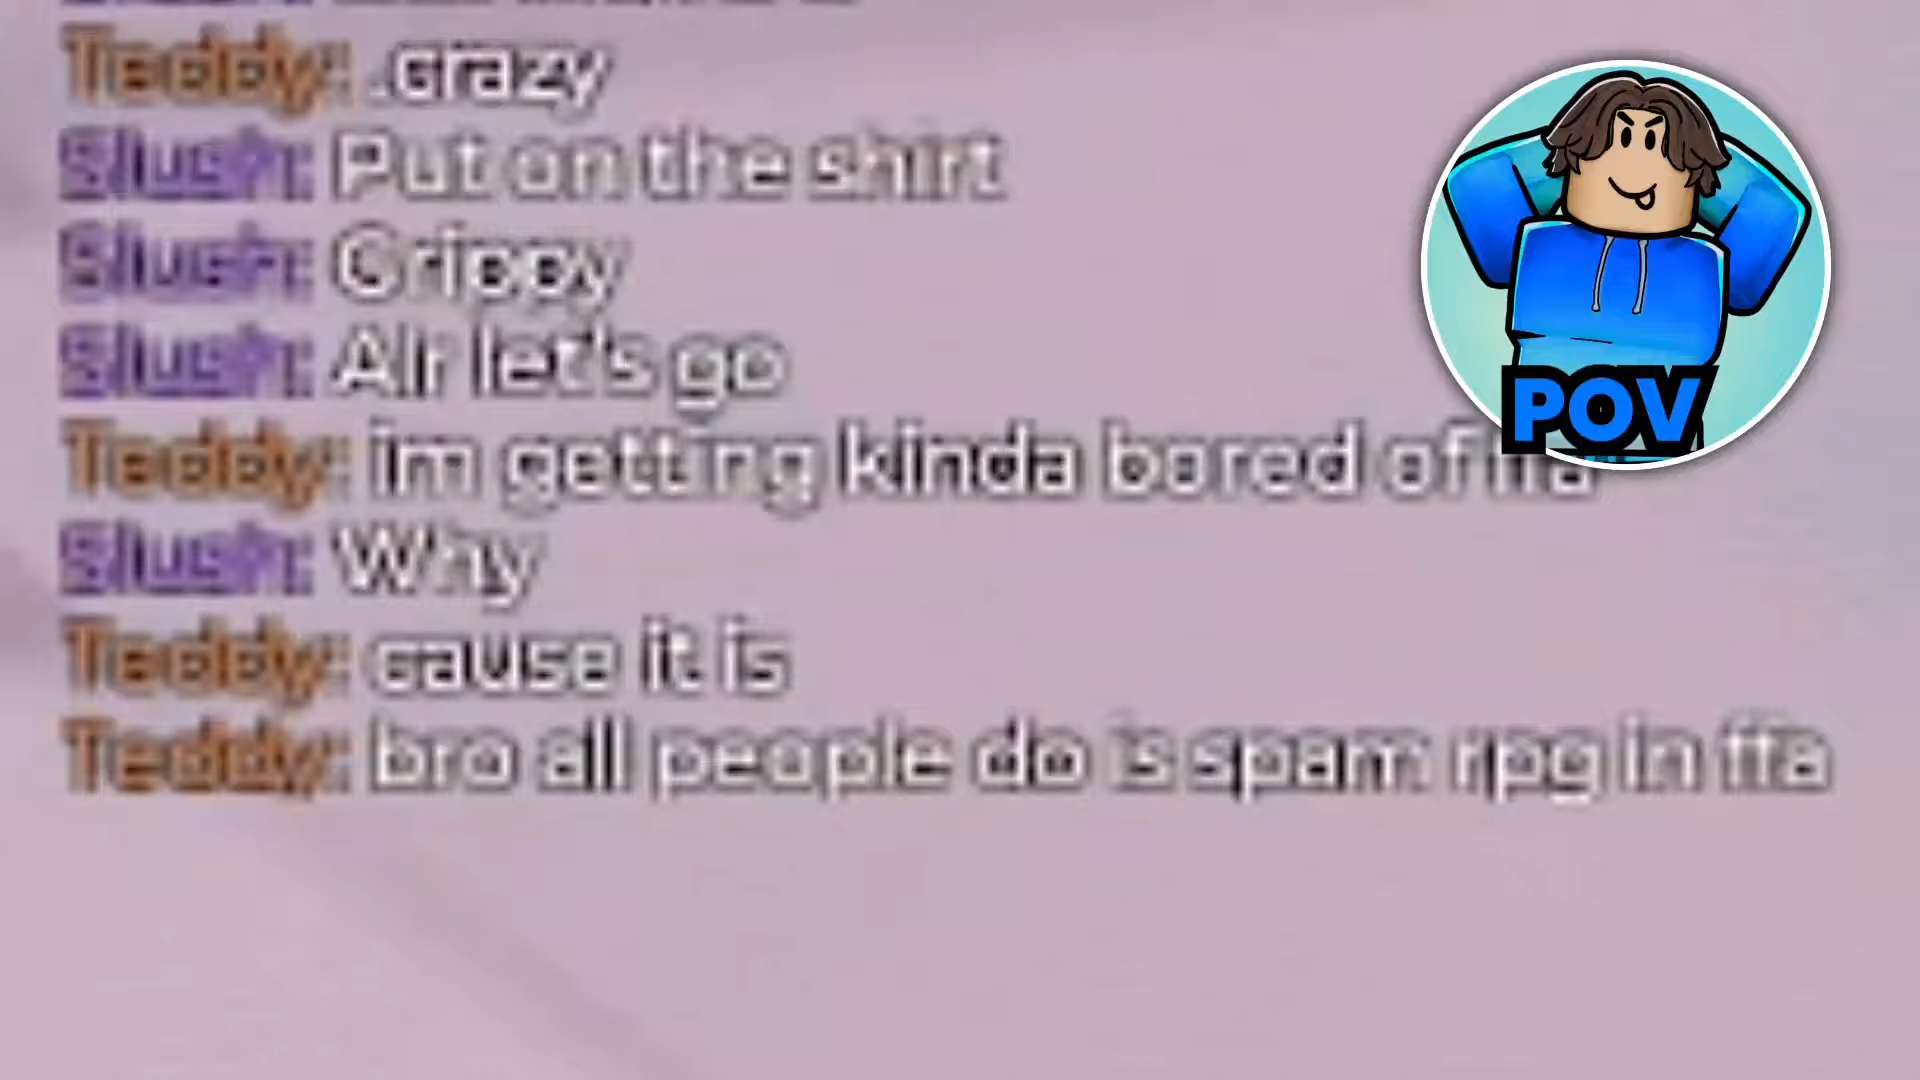 Teddy: .crazy
Slush: Put on the shirt
Slush: Crippy
Slush: Alr let's go
Teddy: im getting kinda bored of ffa
Slush: Why
Teddy: cause it is
Teddy: bro all people do is spam rpg in ffa
POV